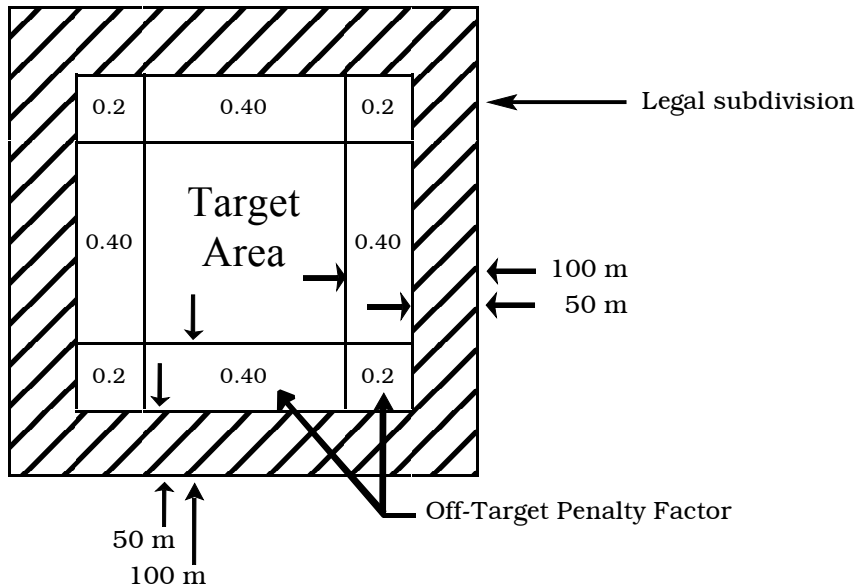 0.2 0.40 0.2
Legal subdivision
Target
Area
0.40 0.40
100 m
50 m
0.2 0.40 0.2
Off-Target Penalty Factor
50 m
100 m